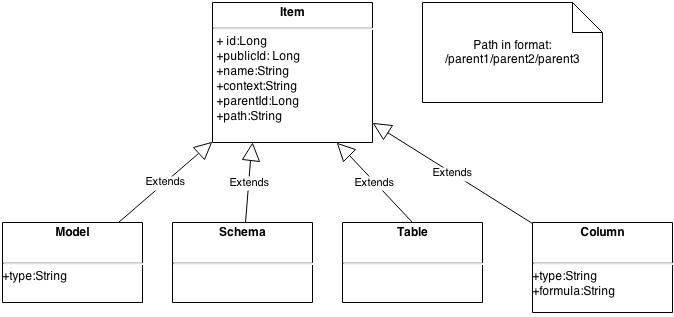 Item
+ id:Long
+publicId: Long
+name:String
+context:String
+parentId:Long
+path:String
Path in format:
/parent1/parent2/parent3
Extends
Extends
Extends
Extends
Model
+type:String
Schema
Table
Column
+type:String
+formula:String